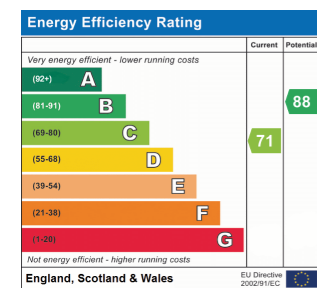 Energy Efficiency Rating
Current Potential
Very energy efficient - lower running costs
(92+) A
(81-91) B
88
(69-80) C
71
(55-68) D
(39-54) E
(21-38) F
(1-20) G
Not energy efficient - higher running costs
England, Scotland & Wales
EU Directive
2002/91/EC